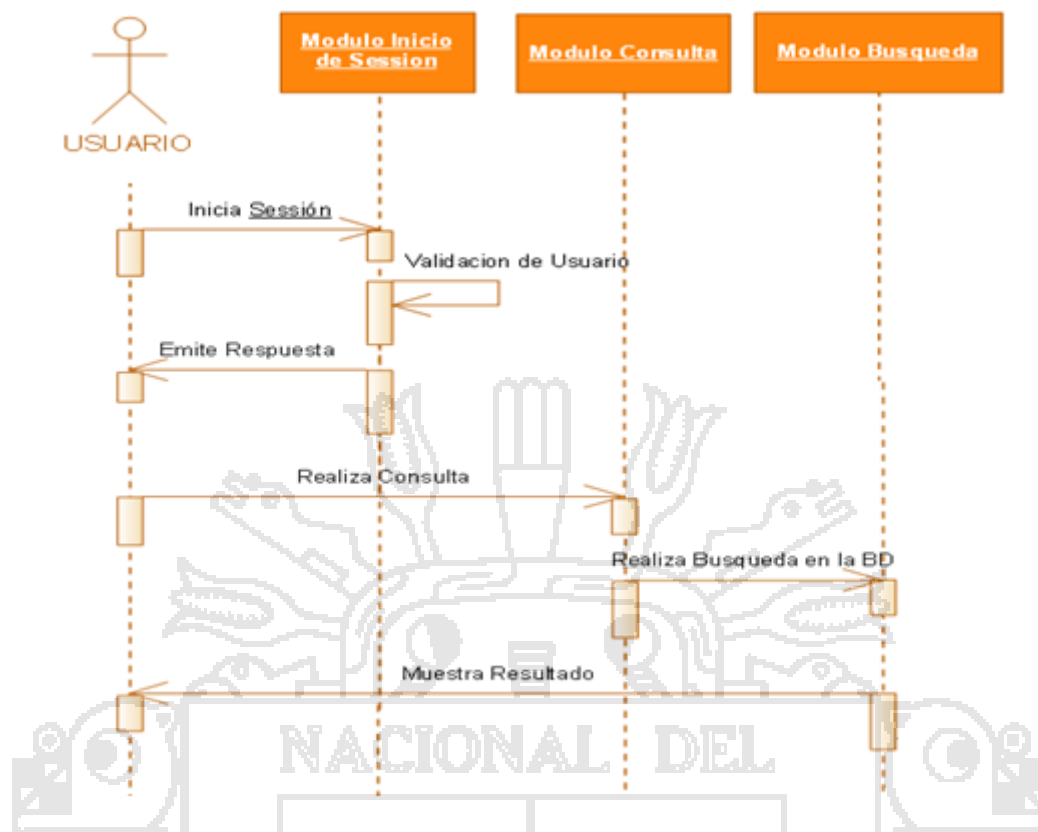 Modulo Inicio
de Session
Modulo Consulta
Modulo Busqueda
USUARIO
Inicia Sessión
Validacion de Usuario
Emite Respuesta
Realiza Consulta
Realiza Busqueda en la BD
Muestra Resultado
NACIONAL DEL